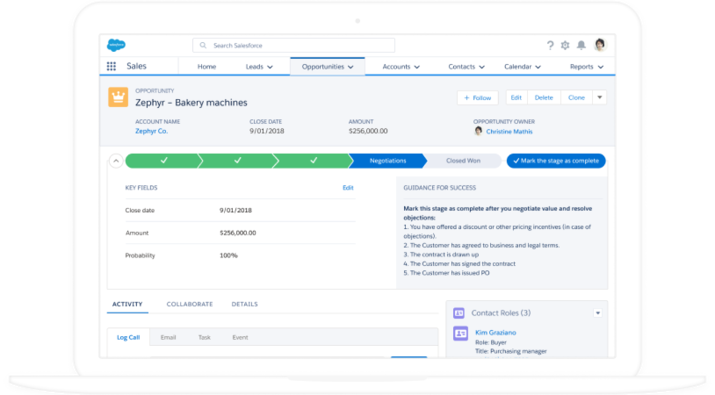 salesforce
Search Salesforce
Sales
Home
Leads
Opportunities
Accounts
Contacts
Calendar
Reports
OPPORTUNITY
Zephyr – Bakery machines
+ Follow
Edit
Delete
Clone
ACCOUNT NAME
CLOSE DATE
AMOUNT
OPPORTUNITY OWNER
Zephyr Co.
9/01/2018
$256,000.00
Christine Mathis
Negotiations
Closed Won
Mark the stage as complete
KEY FIELDS
Edit
Close date
9/01/2018
Amount
$256,000.00
Probability
100%
GUIDANCE FOR SUCCESS
Mark this stage as complete after you negotiate value and resolve
objections:
1. You have offered a discount or other pricing incentives (in case of
objections).
2. The Customer has agreed to business and legal terms.
3. The contract is drawn up
4. The Customer has signed the contract
5. The Customer has issued PO
ACTIVITY
COLLABORATE
DETAILS
Log Call
Email
Task
Event
Contact Roles (3)
Kim Graziano
Role: Buyer
Title: Purchasing manager